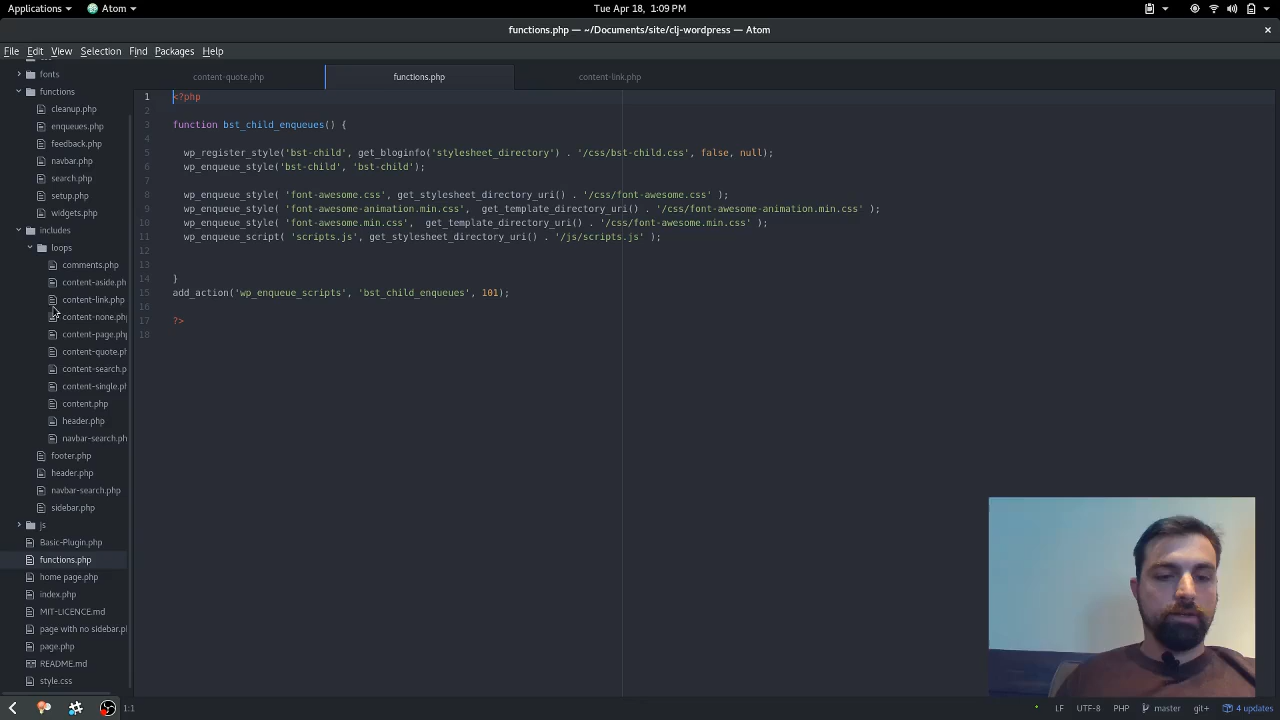 Applications Atom Tue Apr 18, 1:09 PM
functions.php — ~/Documents/site/clj-wordpress — Atom
File Edit View Selection Find Packages Help
fonts
functions
cleanup.php
enqueues.php
feedback.php
navbar.php
search.php
setup.php
widgets.php
includes
loops
comments.php
content-aside.ph
content-link.php
content-none.php
content-page.php
content-quote.ph
content-search.p
content-single.ph
content.php
header.php
navbar-search.ph
footer.php
header.php
navbar-search.php
sidebar.php
js
Basic-Plugin.php
functions.php
home page.php
index.php
MIT-LICENCE.md
page with no sidebar.pl
page.php
README.md
style.css
content-quote.php functions.php content-link.php
1 <?php
2
3 function bst_child_enqueues() {
4
5 wp_register_style('bst-child', get_bloginfo('stylesheet_directory') . '/css/bst-child.css', false, null);
6 wp_enqueue_style('bst-child', 'bst-child');
7
8 wp_enqueue_style( 'font-awesome.css', get_stylesheet_directory_uri() . '/css/font-awesome.css' );
9 wp_enqueue_style( 'font-awesome-animation.min.css',  get_template_directory_uri() . '/css/font-awesome-animation.min.css' );
10 wp_enqueue_style( 'font-awesome.min.css',  get_template_directory_uri() . '/css/font-awesome.min.css' );
11 wp_enqueue_script( 'scripts.js', get_stylesheet_directory_uri() . '/js/scripts.js' );
12
13
14 }
15 add_action('wp_enqueue_scripts', 'bst_child_enqueues', 101);
16
17 ?>
18
1:1 LF UTF-8 PHP master git+ 4 updates